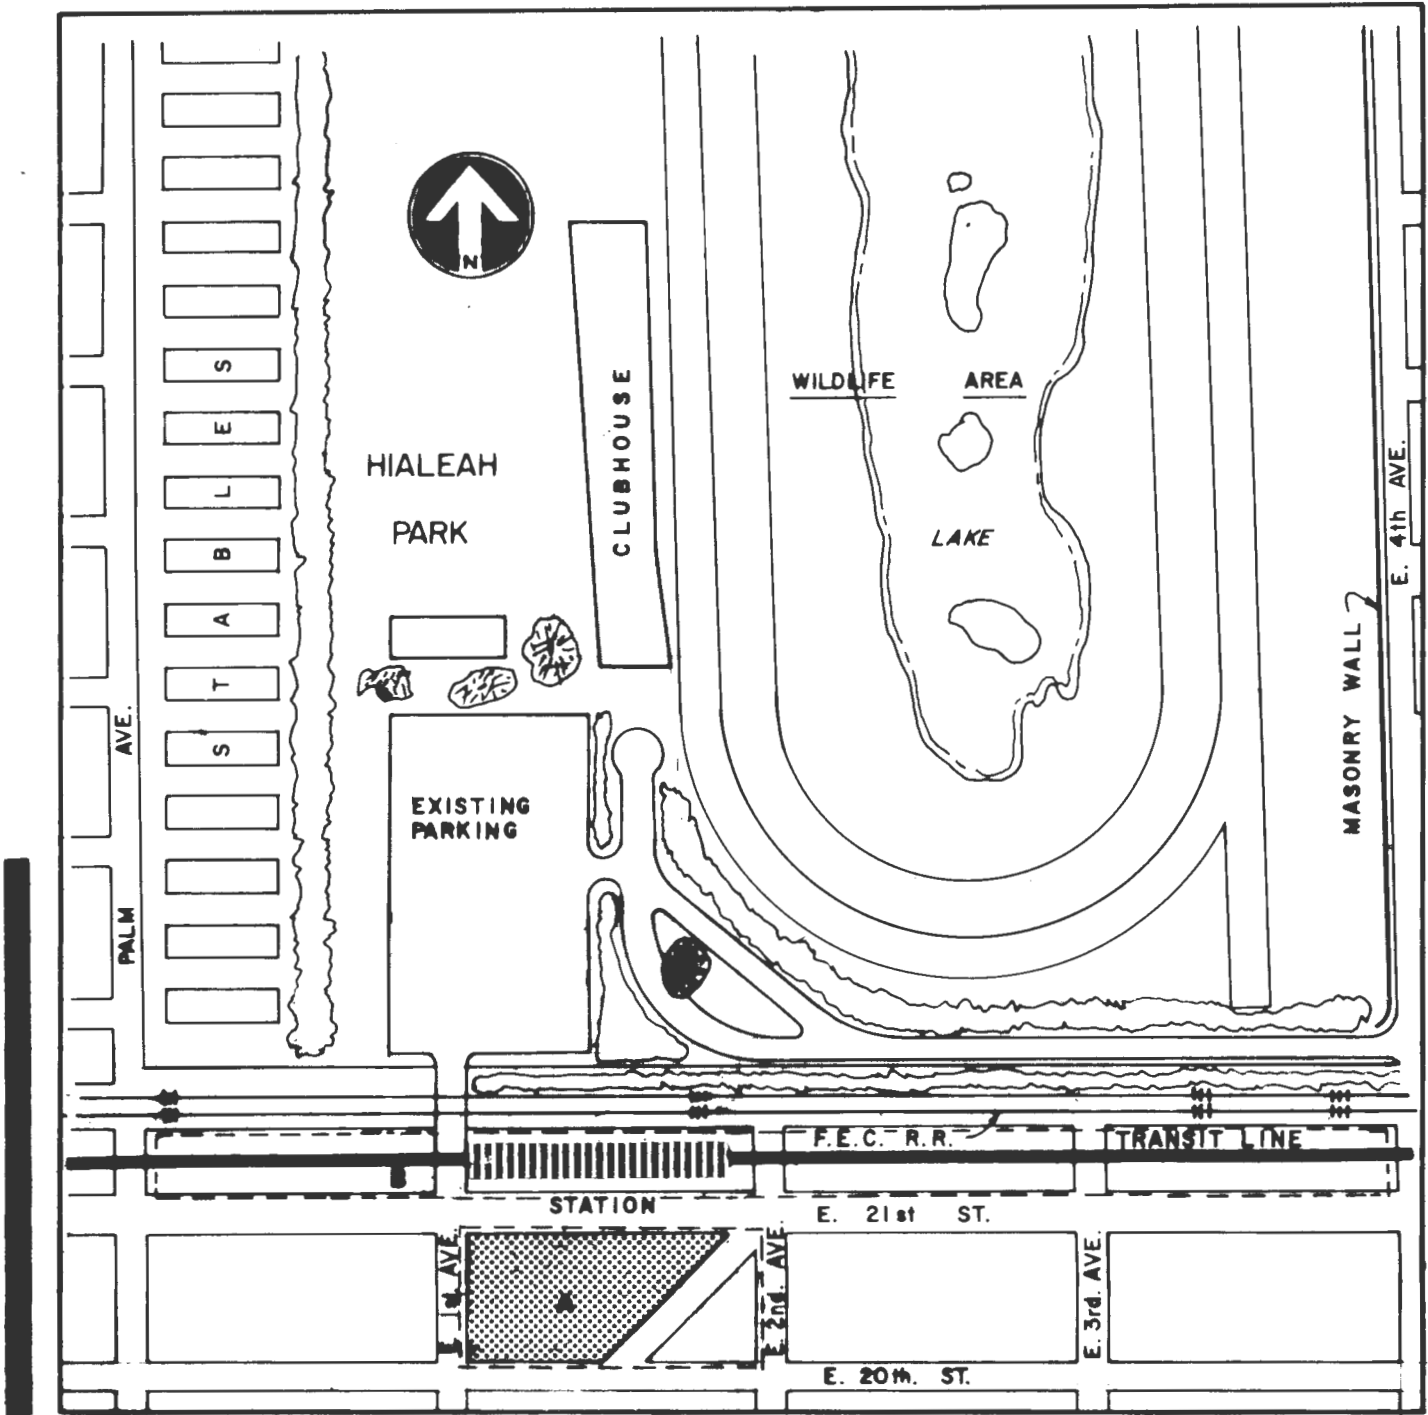 N
STABLES
HIALEAH
PARK
CLUBHOUSE
WILDLIFE AREA
LAKE
E. 4th AVE.
MASONRY WALL
PALM AVE.
EXISTING
PARKING
F.E.C. R.R.
TRANSIT LINE
STATION
E. 21st ST.
E 1st. AVE.
A
E. 2nd. AVE.
E. 3rd. AVE.
E. 20th. ST.